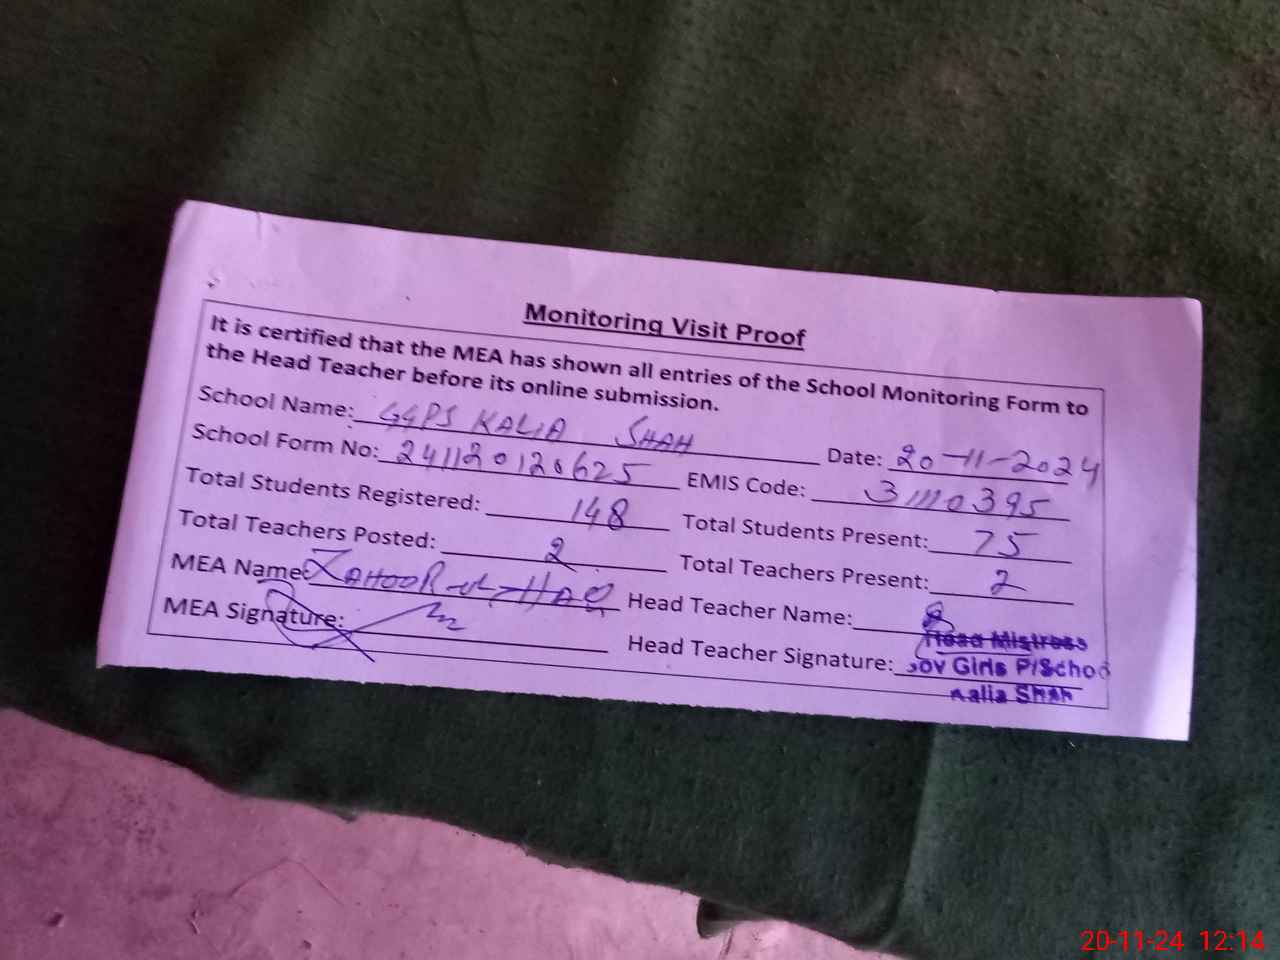 Monitoring Visit Proof
It is certified that the MEA has shown all entries of the School Monitoring Form to
the Head Teacher before its online submission.
School Name: GGPS KALIA SHAH Date: 20-11-2024
School Form No: 241120120625 EMIS Code: 31110395
Total Students Registered: 148 Total Students Present: 75
Total Teachers Posted: 2 Total Teachers Present: 2
MEA Name: ZAHOOR-UL-HAQ Head Teacher Name:
MEA Signature: Head Teacher Signature:
Head Mistress
Gov Girls P/School
Kalia Shah
20-11-24 12:14